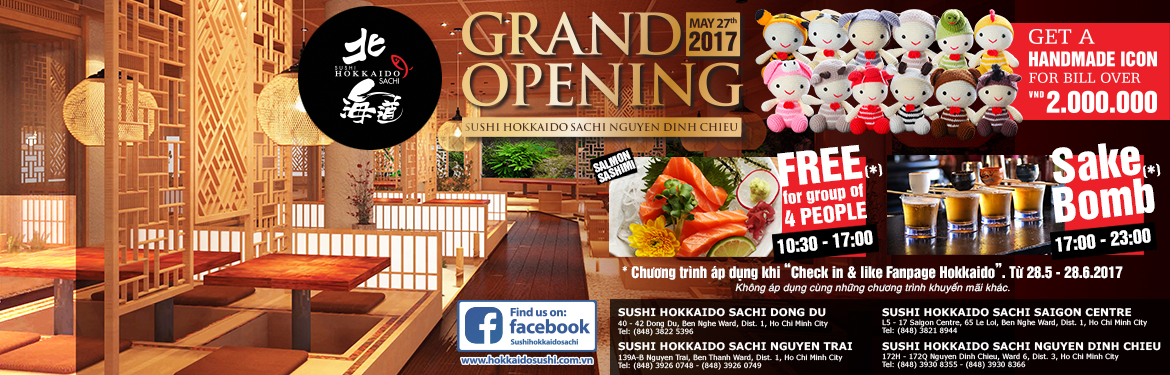 北
SUSHI
HOKKAIDO
SACHI
海道
GRAND
MAY 27th
2017
OPENING
SUSHI HOKKAIDO SACHI NGUYEN DINH CHIEU
GET A
HANDMADE ICON
FOR BILL OVER
VND 2.000.000
SALMON
SASHIMI
FREE(*)
for group of
4 PEOPLE
10:30 - 17:00
Sake(*)
Bomb
17:00 - 23:00
* Chương trình áp dụng khi “Check in & like Fanpage Hokkaido”. Từ 28.5 - 28.6.2017
Không áp dụng cùng những chương trình khuyến mãi khác.
Find us on:
facebook
Sushihokkaidosachi
www.hokkaidosushi.com.vn
SUSHI HOKKAIDO SACHI DONG DU
40 - 42 Dong Du, Ben Nghe Ward, Dist. 1, Ho Chi Minh City
Tel: (848) 3822 5396
SUSHI HOKKAIDO SACHI NGUYEN TRAI
139A-B Nguyen Trai, Ben Thanh Ward, Dist. 1, Ho Chi Minh City
Tel: (848) 3926 0748 - (848) 3926 0749
SUSHI HOKKAIDO SACHI SAIGON CENTRE
L5 - 17 Saigon Centre, 65 Le Loi, Ben Nghe Ward, Dist. 1, Ho Chi Minh City
Tel: (848) 3821 8944
SUSHI HOKKAIDO SACHI NGUYEN DINH CHIEU
172H - 172Q Nguyen Dinh Chieu, Ward 6, Dist. 3, Ho Chi Minh City
Tel: (848) 3930 8355 - (848) 3930 8366